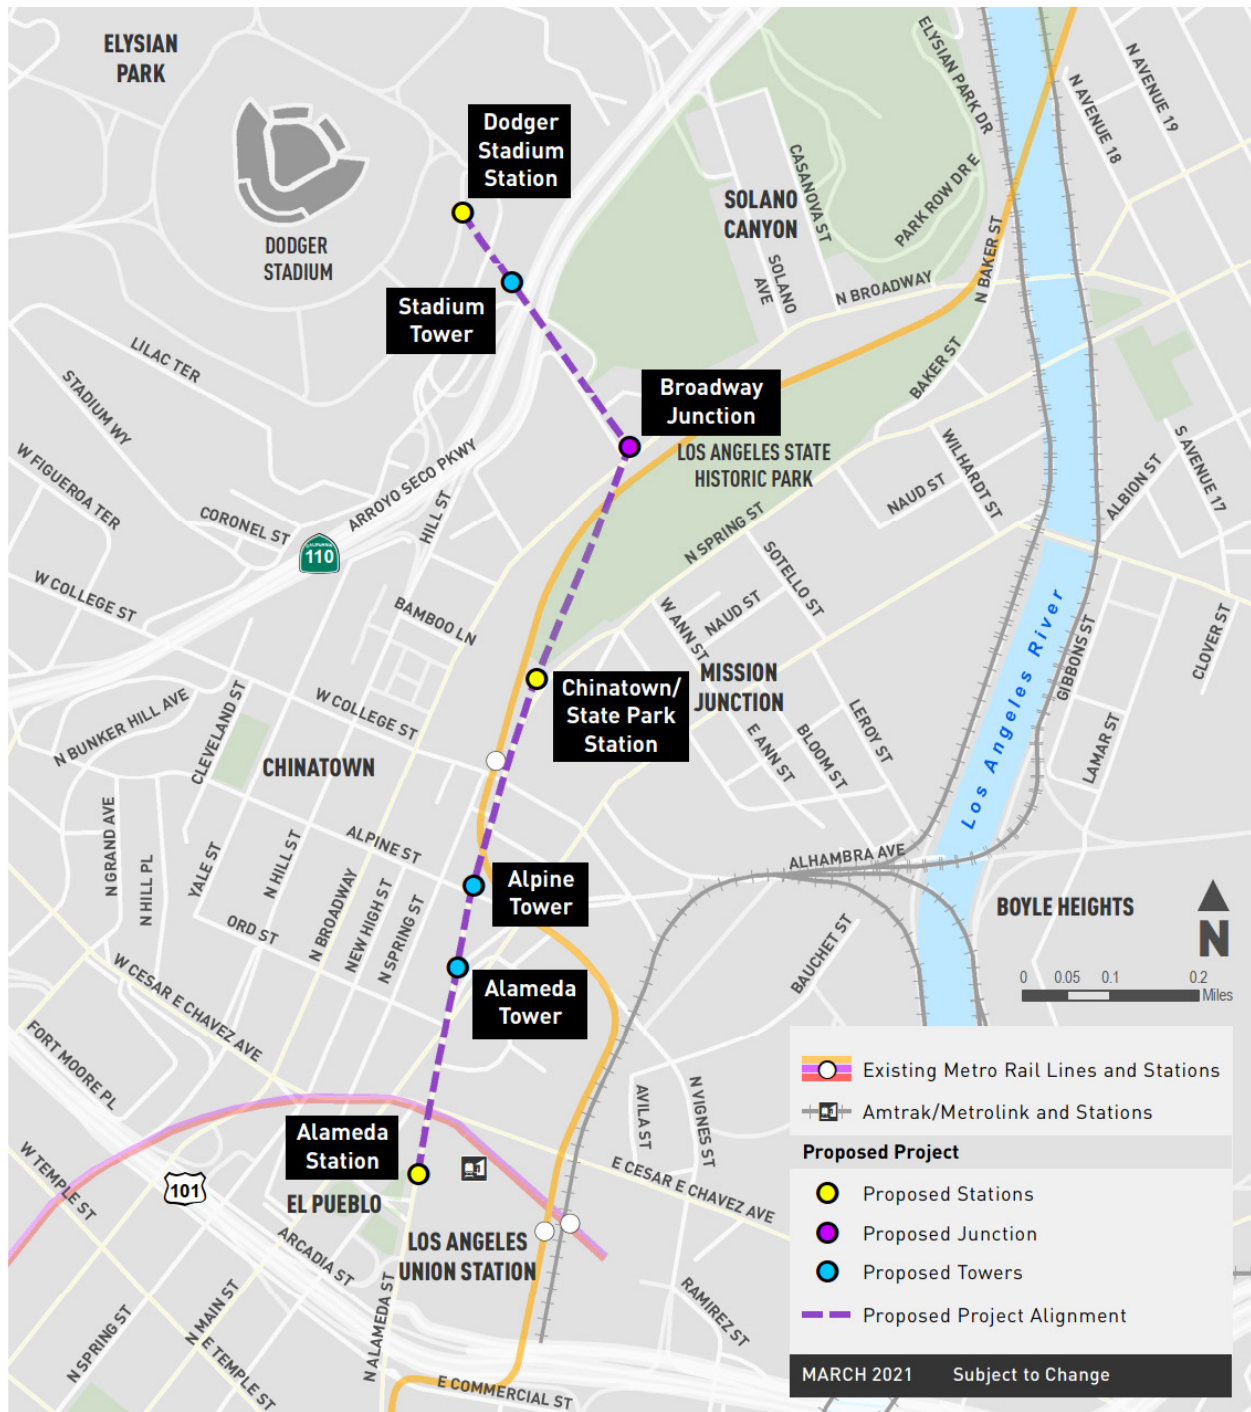 ELYSIAN
PARK
Dodger
Stadium
Station
DODGER
STADIUM
Stadium
Tower
SOLANO
CANYON
CASANOVA ST
SOLANO
AVE
ELYSIAN PARK DR
PARK ROW DR E
N BROADWAY
N BAKER ST
N AVENUE 19
N AVENUE 18
BAKER ST
Broadway
Junction
LOS ANGELES STATE
HISTORIC PARK
LILAC TER
STADIUM WY
W FIGUEROA TER
CORONEL ST
ARROYO SECO PKWY
HILL ST
CALIFORNIA
110
W COLLEGE ST
BAMBOO LN
N SPRING ST
WILHARDT ST
NAUD ST
SOTELLO ST
NAUD ST
W ANN ST
ALBION ST
S AVENUE 17
CLOVER ST
GIBBONS ST
LAMAR ST
Los Angeles River
MISSION
JUNCTION
Chinatown/
State Park
Station
LEROY ST
BLOOM ST
E ANN ST
N BUNKER HILL AVE
CLEVELAND ST
W COLLEGE ST
CHINATOWN
N GRAND AVE
N HILL PL
YALE ST
N HILL ST
ALPINE ST
ORD ST
N BROADWAY
NEW HIGH ST
N SPRING ST
Alpine
Tower
Alameda
Tower
ALHAMBRA AVE
BOYLE HEIGHTS
BAUCHET ST
N
0 0.05 0.1 0.2
Miles
W CESAR E CHAVEZ AVE
FORT MOORE PL
W TEMPLE ST
101
Alameda
Station
EL PUEBLO
LOS ANGELES
UNION STATION
AVILA ST
N VIGNES ST
E CESAR E CHAVEZ AVE
ARCADIA ST
N SPRING ST
N MAIN ST
E TEMPLE ST
N ALAMEDA ST
E COMMERCIAL ST
RAMIREZ ST
Existing Metro Rail Lines and Stations
Amtrak/Metrolink and Stations
Proposed Project
Proposed Stations
Proposed Junction
Proposed Towers
Proposed Project Alignment
MARCH 2021 Subject to Change